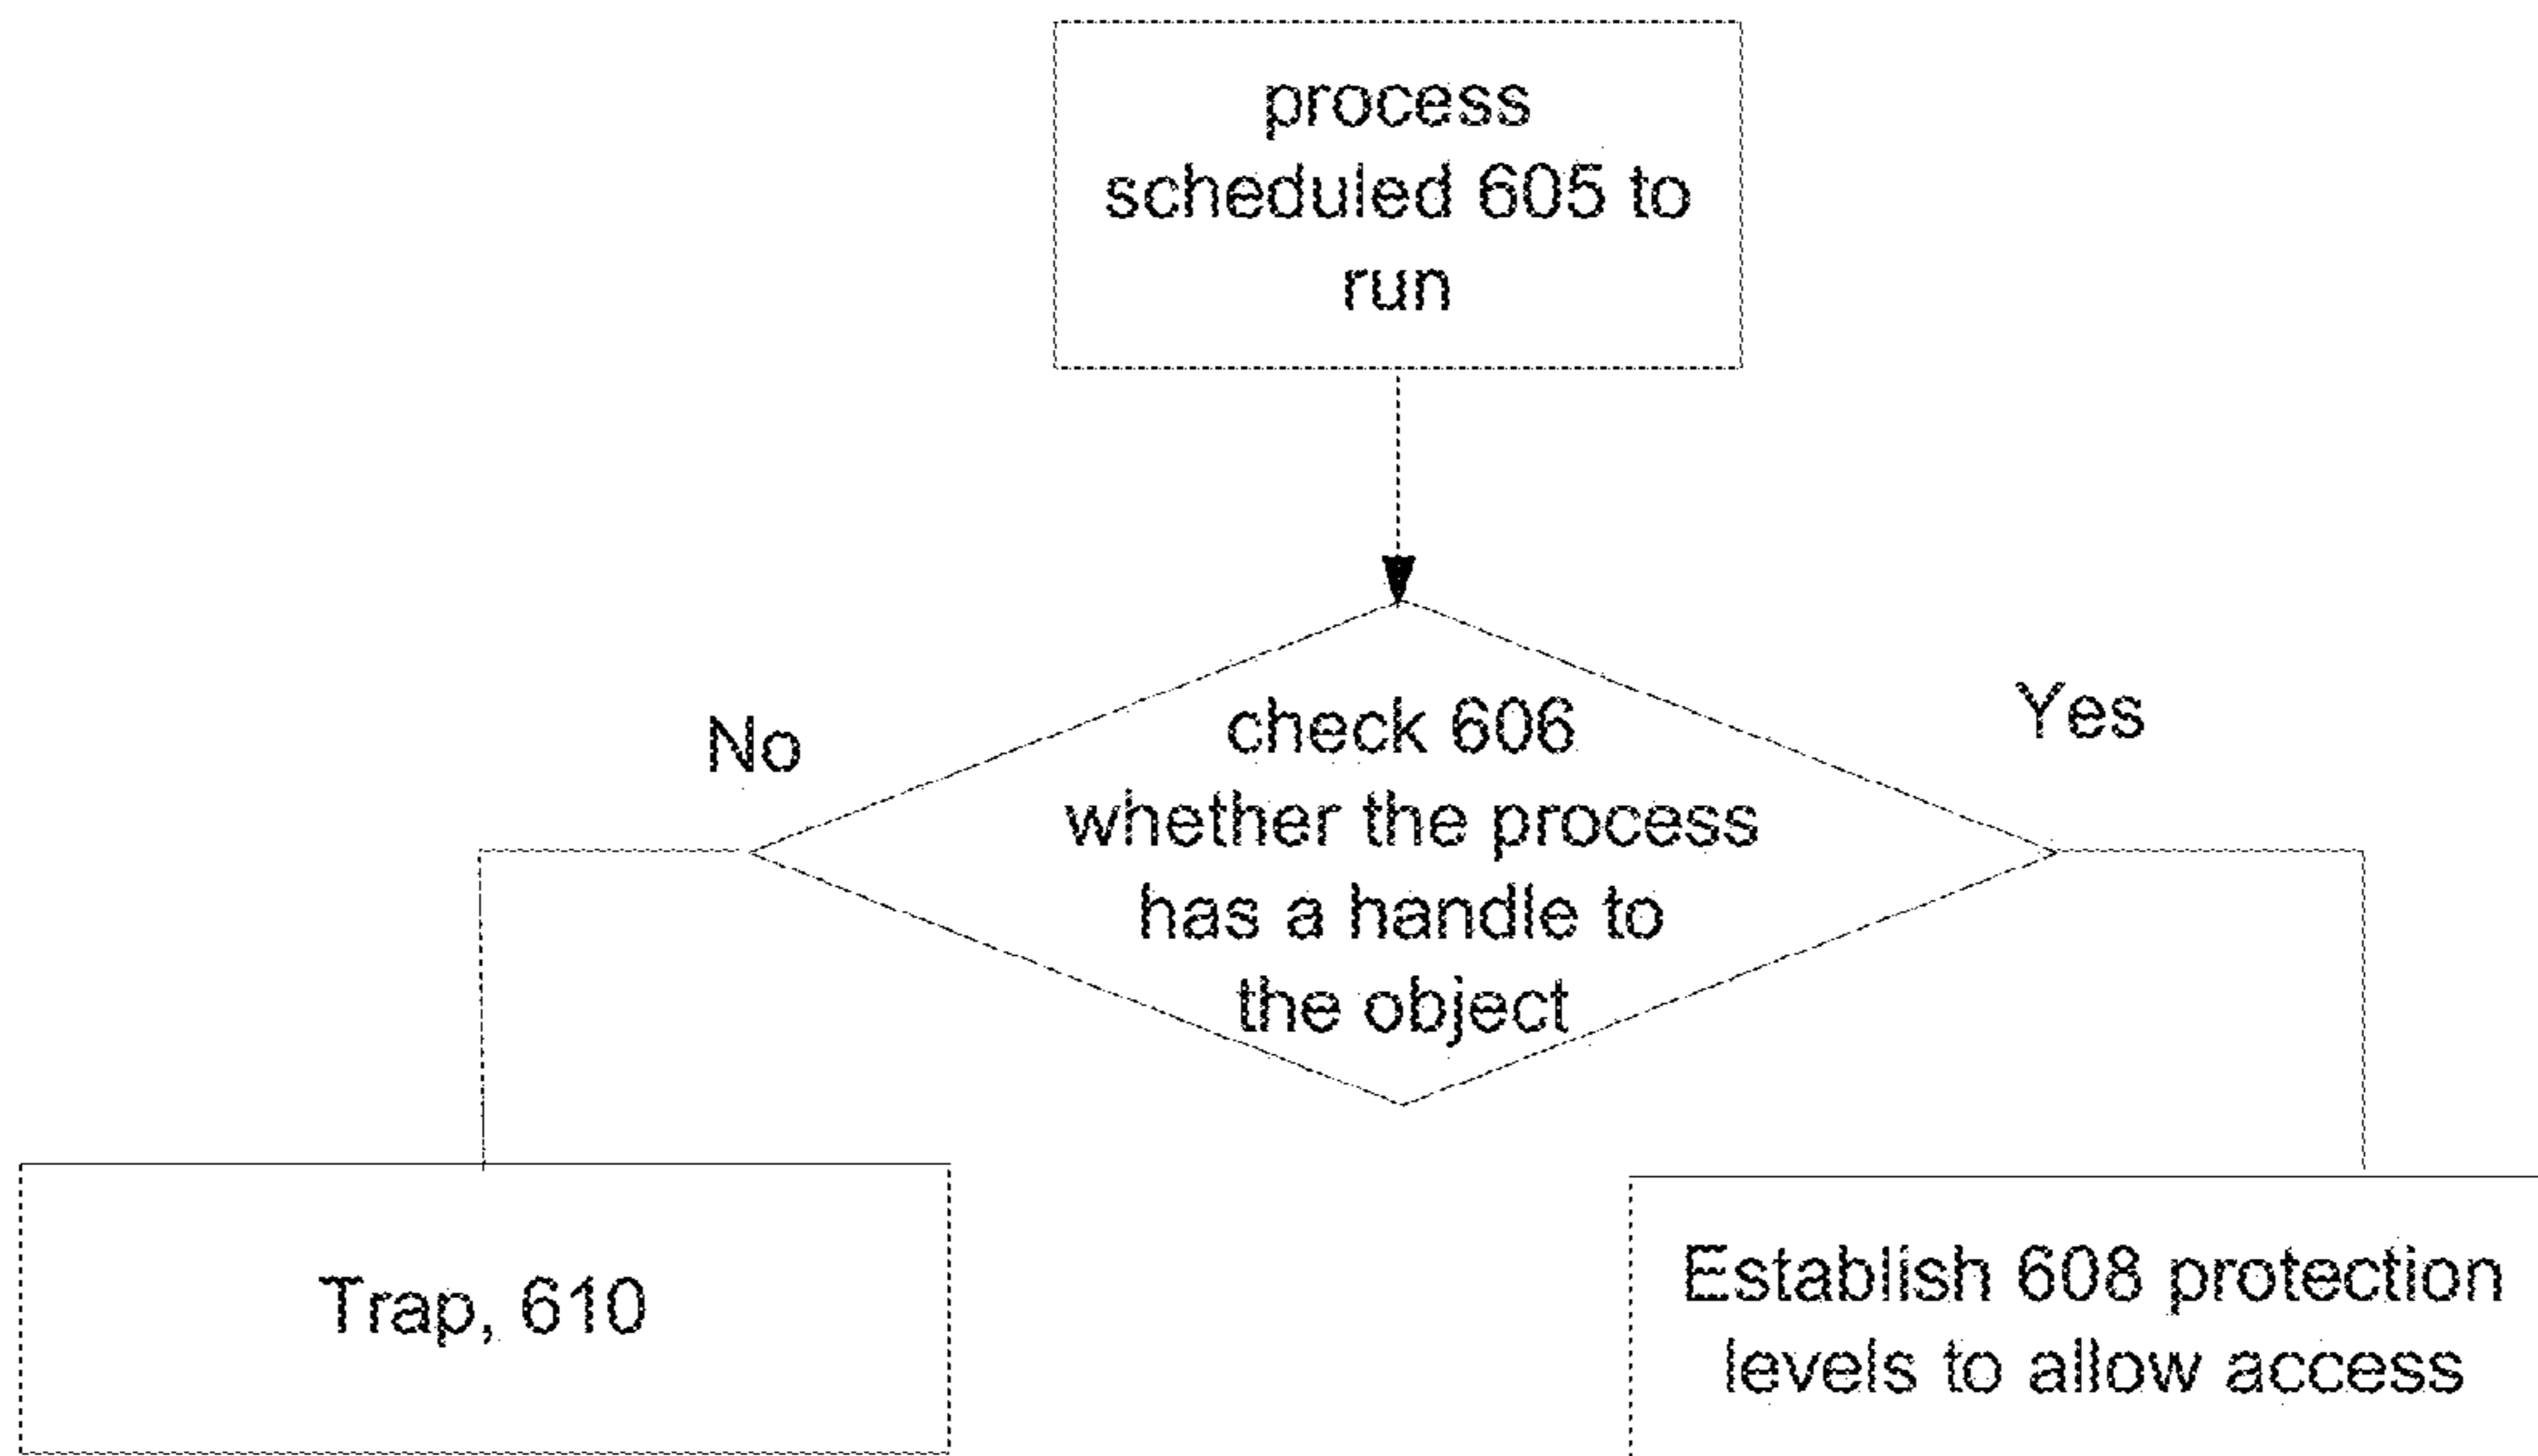 process
scheduled 605 to
run
No
Yes
check 606
whether the process
has a handle to
the object
Trap, 610
Establish 608 protection
levels to allow access